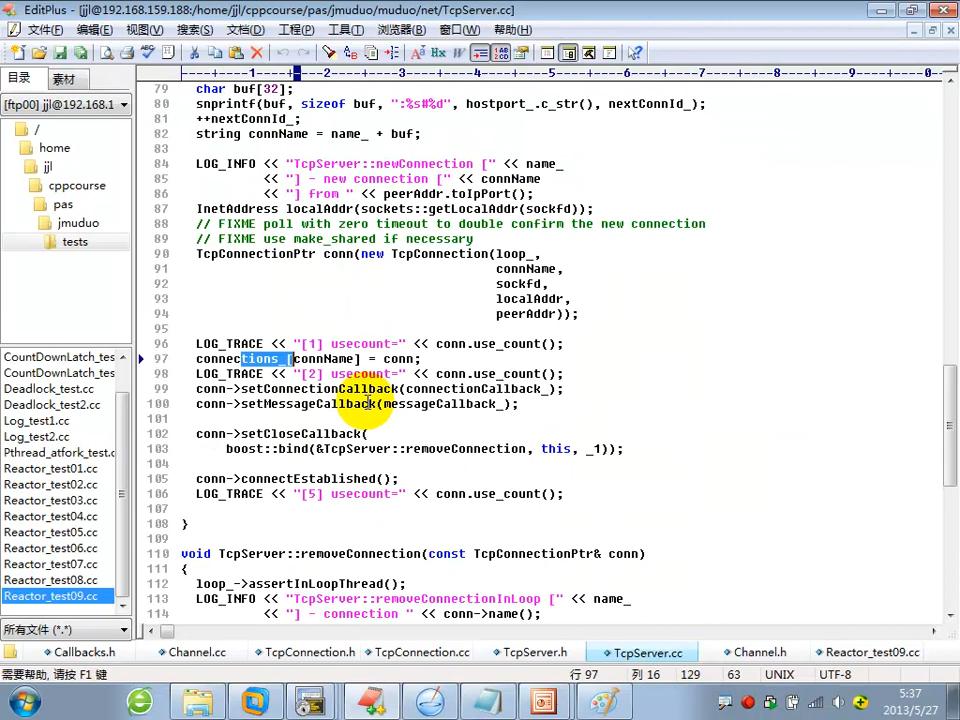 EditPlus - [[jjl@192.168.159.188:/home/jjl/cppcourse/pas/jmuduo/muduo/net/TcpServer.cc]
文件(F) 编辑(E) 视图(V) 搜索(S) 文档(D) 工程(P) 工具(T) 浏览器(B) 窗口(W) 帮助(H)
目录 素材
[ftp00] jjl@192.168.1
/
home
jjl
cppcourse
pas
jmuduo
tests
CountDownLatch_tes
CountDownLatch_tes
Deadlock_test.cc
Deadlock_test2.cc
Log_test1.cc
Pthread_atfork_test.c
Reactor_test01.cc
Reactor_test02.cc
Reactor_test03.cc
Reactor_test04.cc
Reactor_test05.cc
Reactor_test06.cc
Reactor_test07.cc
Reactor_test08.cc
Reactor_test09.cc
所有文件 (*.*)
----+----1----+----2----+----3----+----4----+----5----+----6----+----7----+----8----+----9----+----0
79 char buf[32];
80 snprintf(buf, sizeof buf, ":%s#%d", hostport_.c_str(), nextConnId_);
81 ++nextConnId_;
82 string connName = name_ + buf;
83
84 LOG_INFO << "TcpServer::newConnection [" << name_
85 << "] - new connection [" << connName
86 << "] from " << peerAddr.toIpPort();
87 InetAddress localAddr(sockets::getLocalAddr(sockfd));
88 // FIXME poll with zero timeout to double confirm the new connection
89 // FIXME use make_shared if necessary
90 TcpConnectionPtr conn(new TcpConnection(loop_,
91 connName,
92 sockfd,
93 localAddr,
94 peerAddr));
95
96 LOG_TRACE << "[1] usecount=" << conn.use_count();
97 connections_[connName] = conn;
98 LOG_TRACE << "[2] usecount=" << conn.use_count();
99 conn->setConnectionCallback(connectionCallback_);
100 conn->setMessageCallback(messageCallback_);
101
102 conn->setCloseCallback(
103 boost::bind(&TcpServer::removeConnection, this, _1));
104
105 conn->connectEstablished();
106 LOG_TRACE << "[5] usecount=" << conn.use_count();
107
108 }
109
110 void TcpServer::removeConnection(const TcpConnectionPtr& conn)
111 {
112 loop_->assertInLoopThread();
113 LOG_INFO << "TcpServer::removeConnectionInLoop [" << name_
114 << "] - connection " << conn->name();
Callbacks.h Channel.cc TcpConnection.h TcpConnection.cc TcpServer.h TcpServer.cc Channel.h Reactor_test09.cc
需要帮助, 请按 F1 键 行 97 列 16 129 63 UNIX UTF-8
5:37
2013/5/27